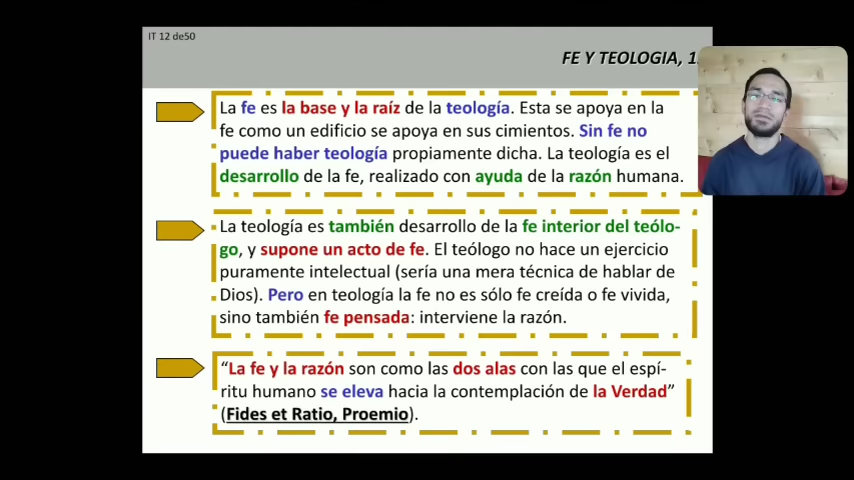 IT 12 de50
FE Y TEOLOGIA, 1
La fe es la base y la raíz de la teología. Esta se apoya en la
fe como un edificio se apoya en sus cimientos. Sin fe no
puede haber teología propiamente dicha. La teología es el
desarrollo de la fe, realizado con ayuda de la razón humana.
La teología es también desarrollo de la fe interior del teólo-
go, y supone un acto de fe. El teólogo no hace un ejercicio
puramente intelectual (sería una mera técnica de hablar de
Dios). Pero en teología la fe no es sólo fe creída o fe vivida,
sino también fe pensada: interviene la razón.
“La fe y la razón son como las dos alas con las que el espí-
ritu humano se eleva hacia la contemplación de la Verdad”
(Fides et Ratio, Proemio).